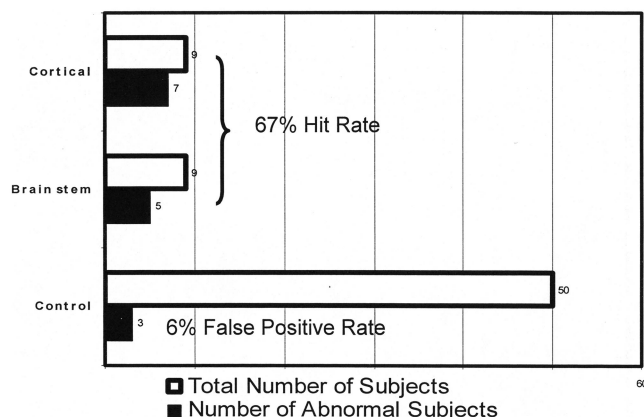 Cortical
9
7
67% Hit Rate
Brain stem
9
5
Control
50
3
6% False Positive Rate
60
Total Number of Subjects
Number of Abnormal Subjects